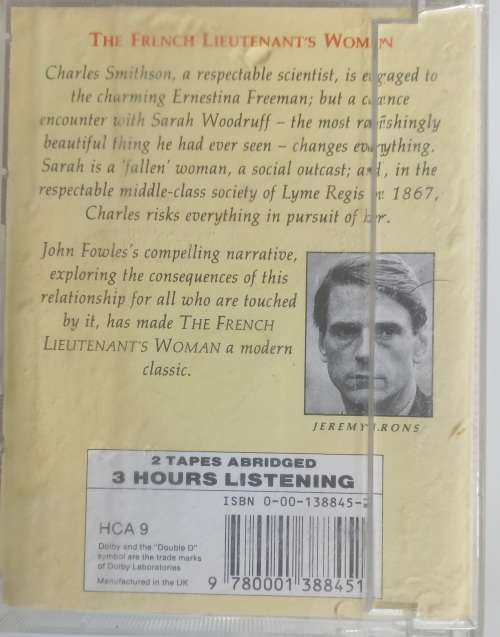 THE FRENCH LIEUTENANT'S WOMAN
Charles Smithson, a respectable scientist, is engaged to
the charming Ernestina Freeman; but a chance
encounter with Sarah Woodruff – the most ravishingly
beautiful thing he had ever seen – changes everything.
Sarah is a 'fallen' woman, a social outcast; and, in the
respectable middle-class society of Lyme Regis in 1867,
Charles risks everything in pursuit of her.
John Fowles's compelling narrative,
exploring the consequences of this
relationship for all who are touched
by it, has made THE FRENCH
LIEUTENANT'S WOMAN a modern
classic.
JEREMY IRONS
2 TAPES ABRIDGED
3 HOURS LISTENING
ISBN 0-00-138845-
HCA 9
Dolby and the "Double D"
symbol are the trade marks
of Dolby Laboratories
Manufactured in the UK
9 780001 388451